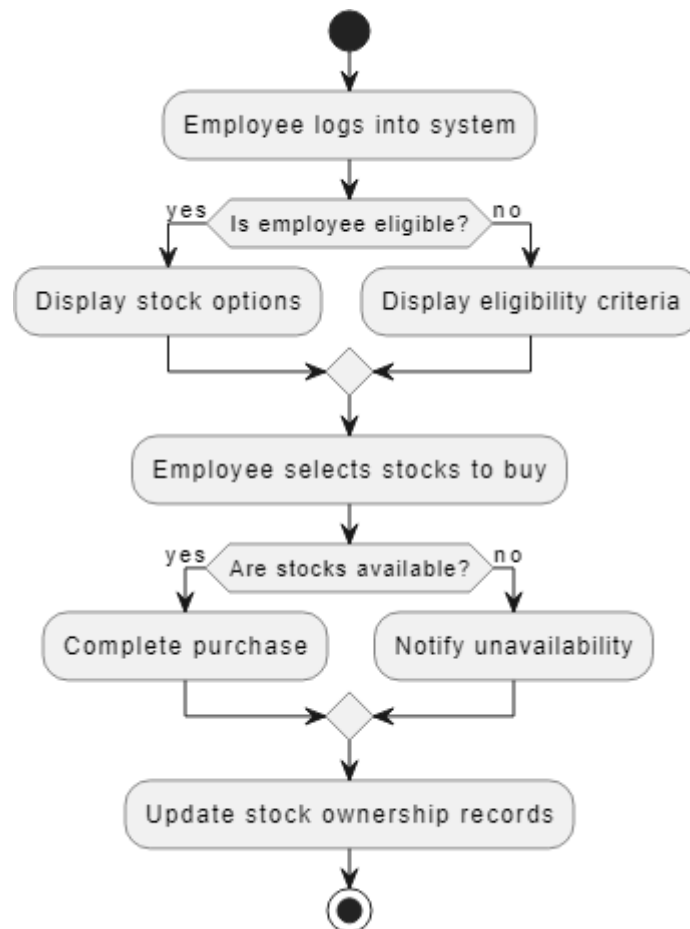 Employee logs into system
yes
Is employee eligible?
no
Display stock options
Display eligibility criteria
Employee selects stocks to buy
yes
Are stocks available?
no
Complete purchase
Notify unavailability
Update stock ownership records